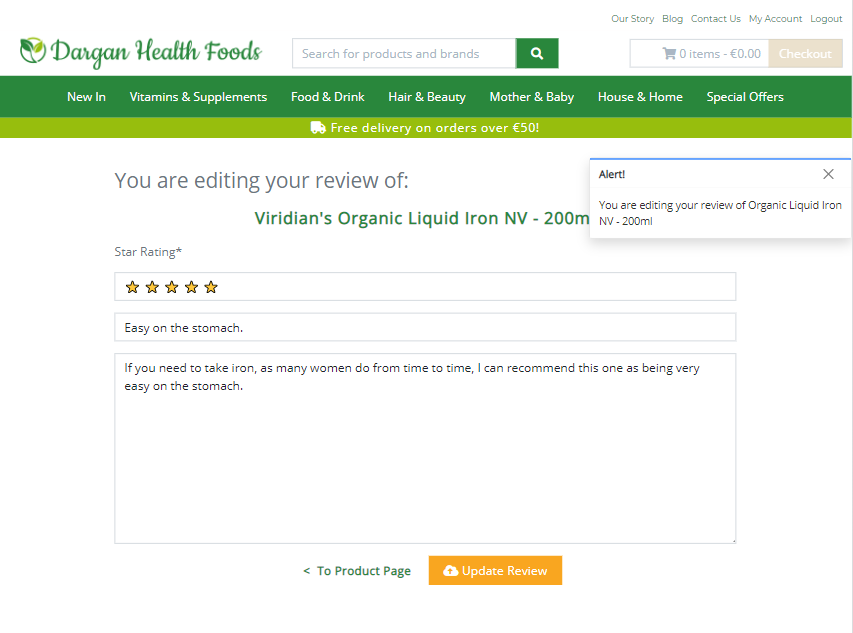 Our Story Blog Contact Us My Account Logout
Dargan Health Foods
Search for products and brands
0 items - €0.00
Checkout
New In Vitamins & Supplements Food & Drink Hair & Beauty Mother & Baby House & Home Special Offers
Free delivery on orders over €50!
You are editing your review of:
Alert!
You are editing your review of Organic Liquid Iron
NV - 200ml
Viridian's Organic Liquid Iron NV - 200m
Star Rating*
Easy on the stomach.
If you need to take iron, as many women do from time to time, I can recommend this one as being very
easy on the stomach.
< To Product Page
Update Review